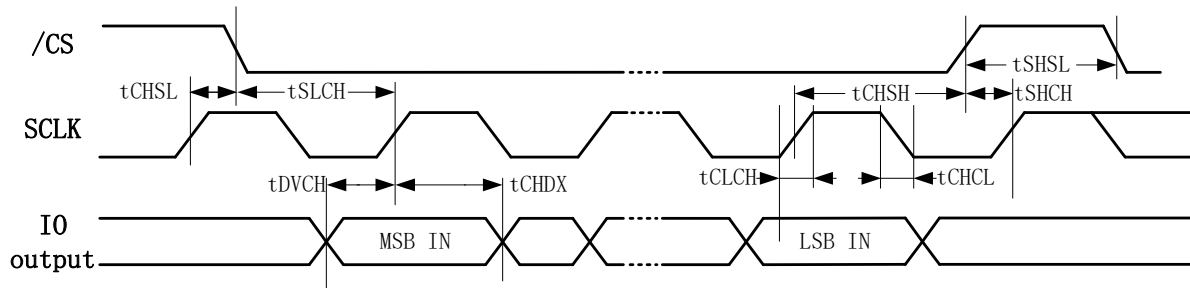 /CS
tCHSL
tSLCH
tCHSH
tSHSL
tSHCH
SCLK
tDVCH
tCHDX
tCLCH
tCHCL
IO
output
MSB IN
LSB IN